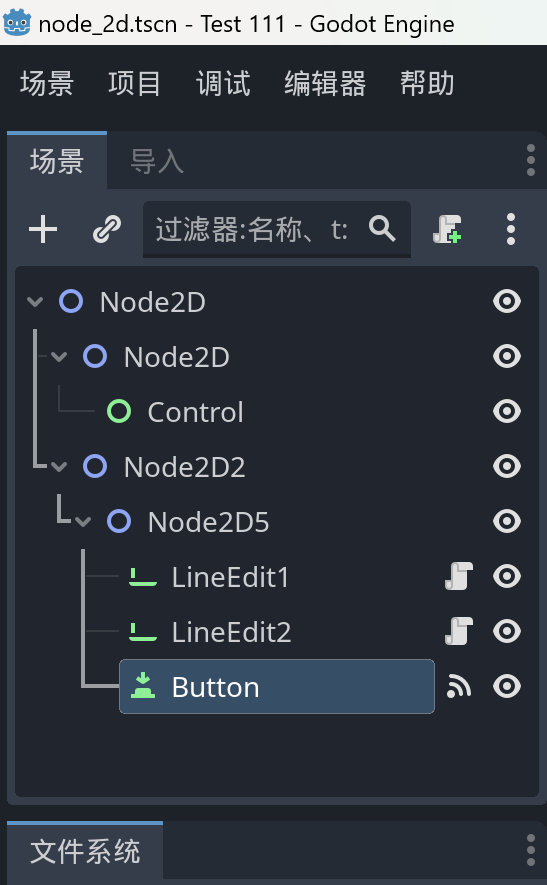 node_2d.tscn - Test 111 - Godot Engine
场景 项目 调试 编辑器 帮助
场景 导入
过滤器:名称、t:
Node2D
Node2D
Control
Node2D2
Node2D5
LineEdit1
LineEdit2
Button
文件系统